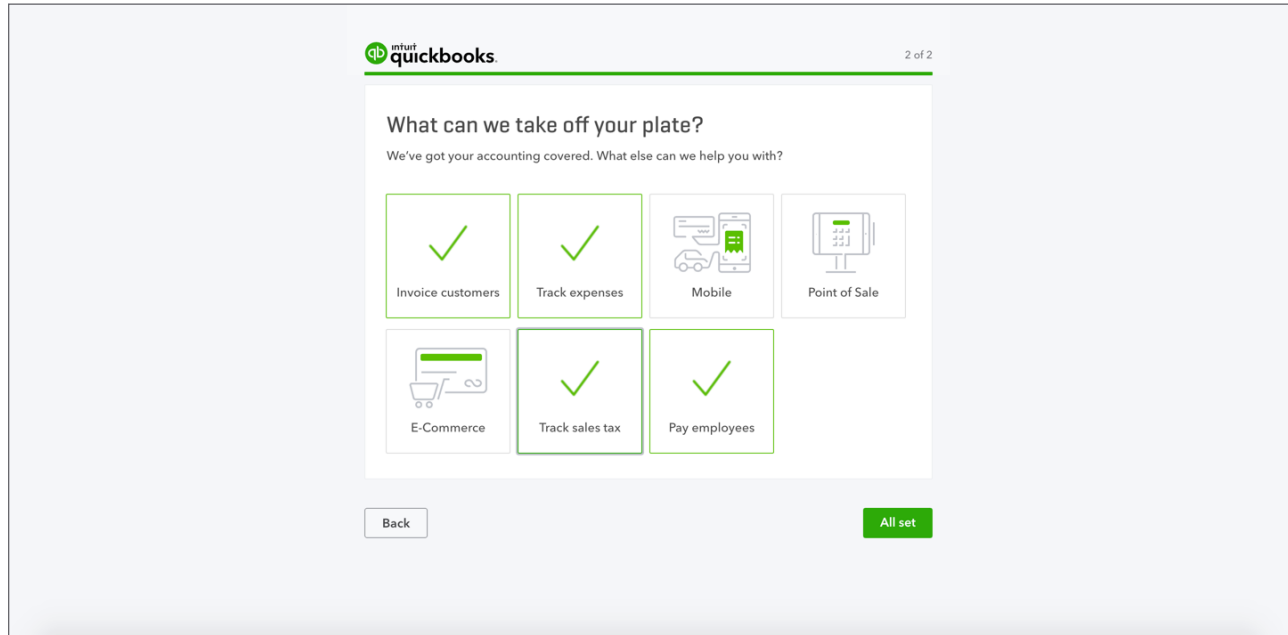 intuit
quickbooks.
2 of 2
What can we take off your plate?
We've got your accounting covered. What else can we help you with?
Invoice customers
Track expenses
Mobile
Point of Sale
E-Commerce
Track sales tax
Pay employees
Back
All set